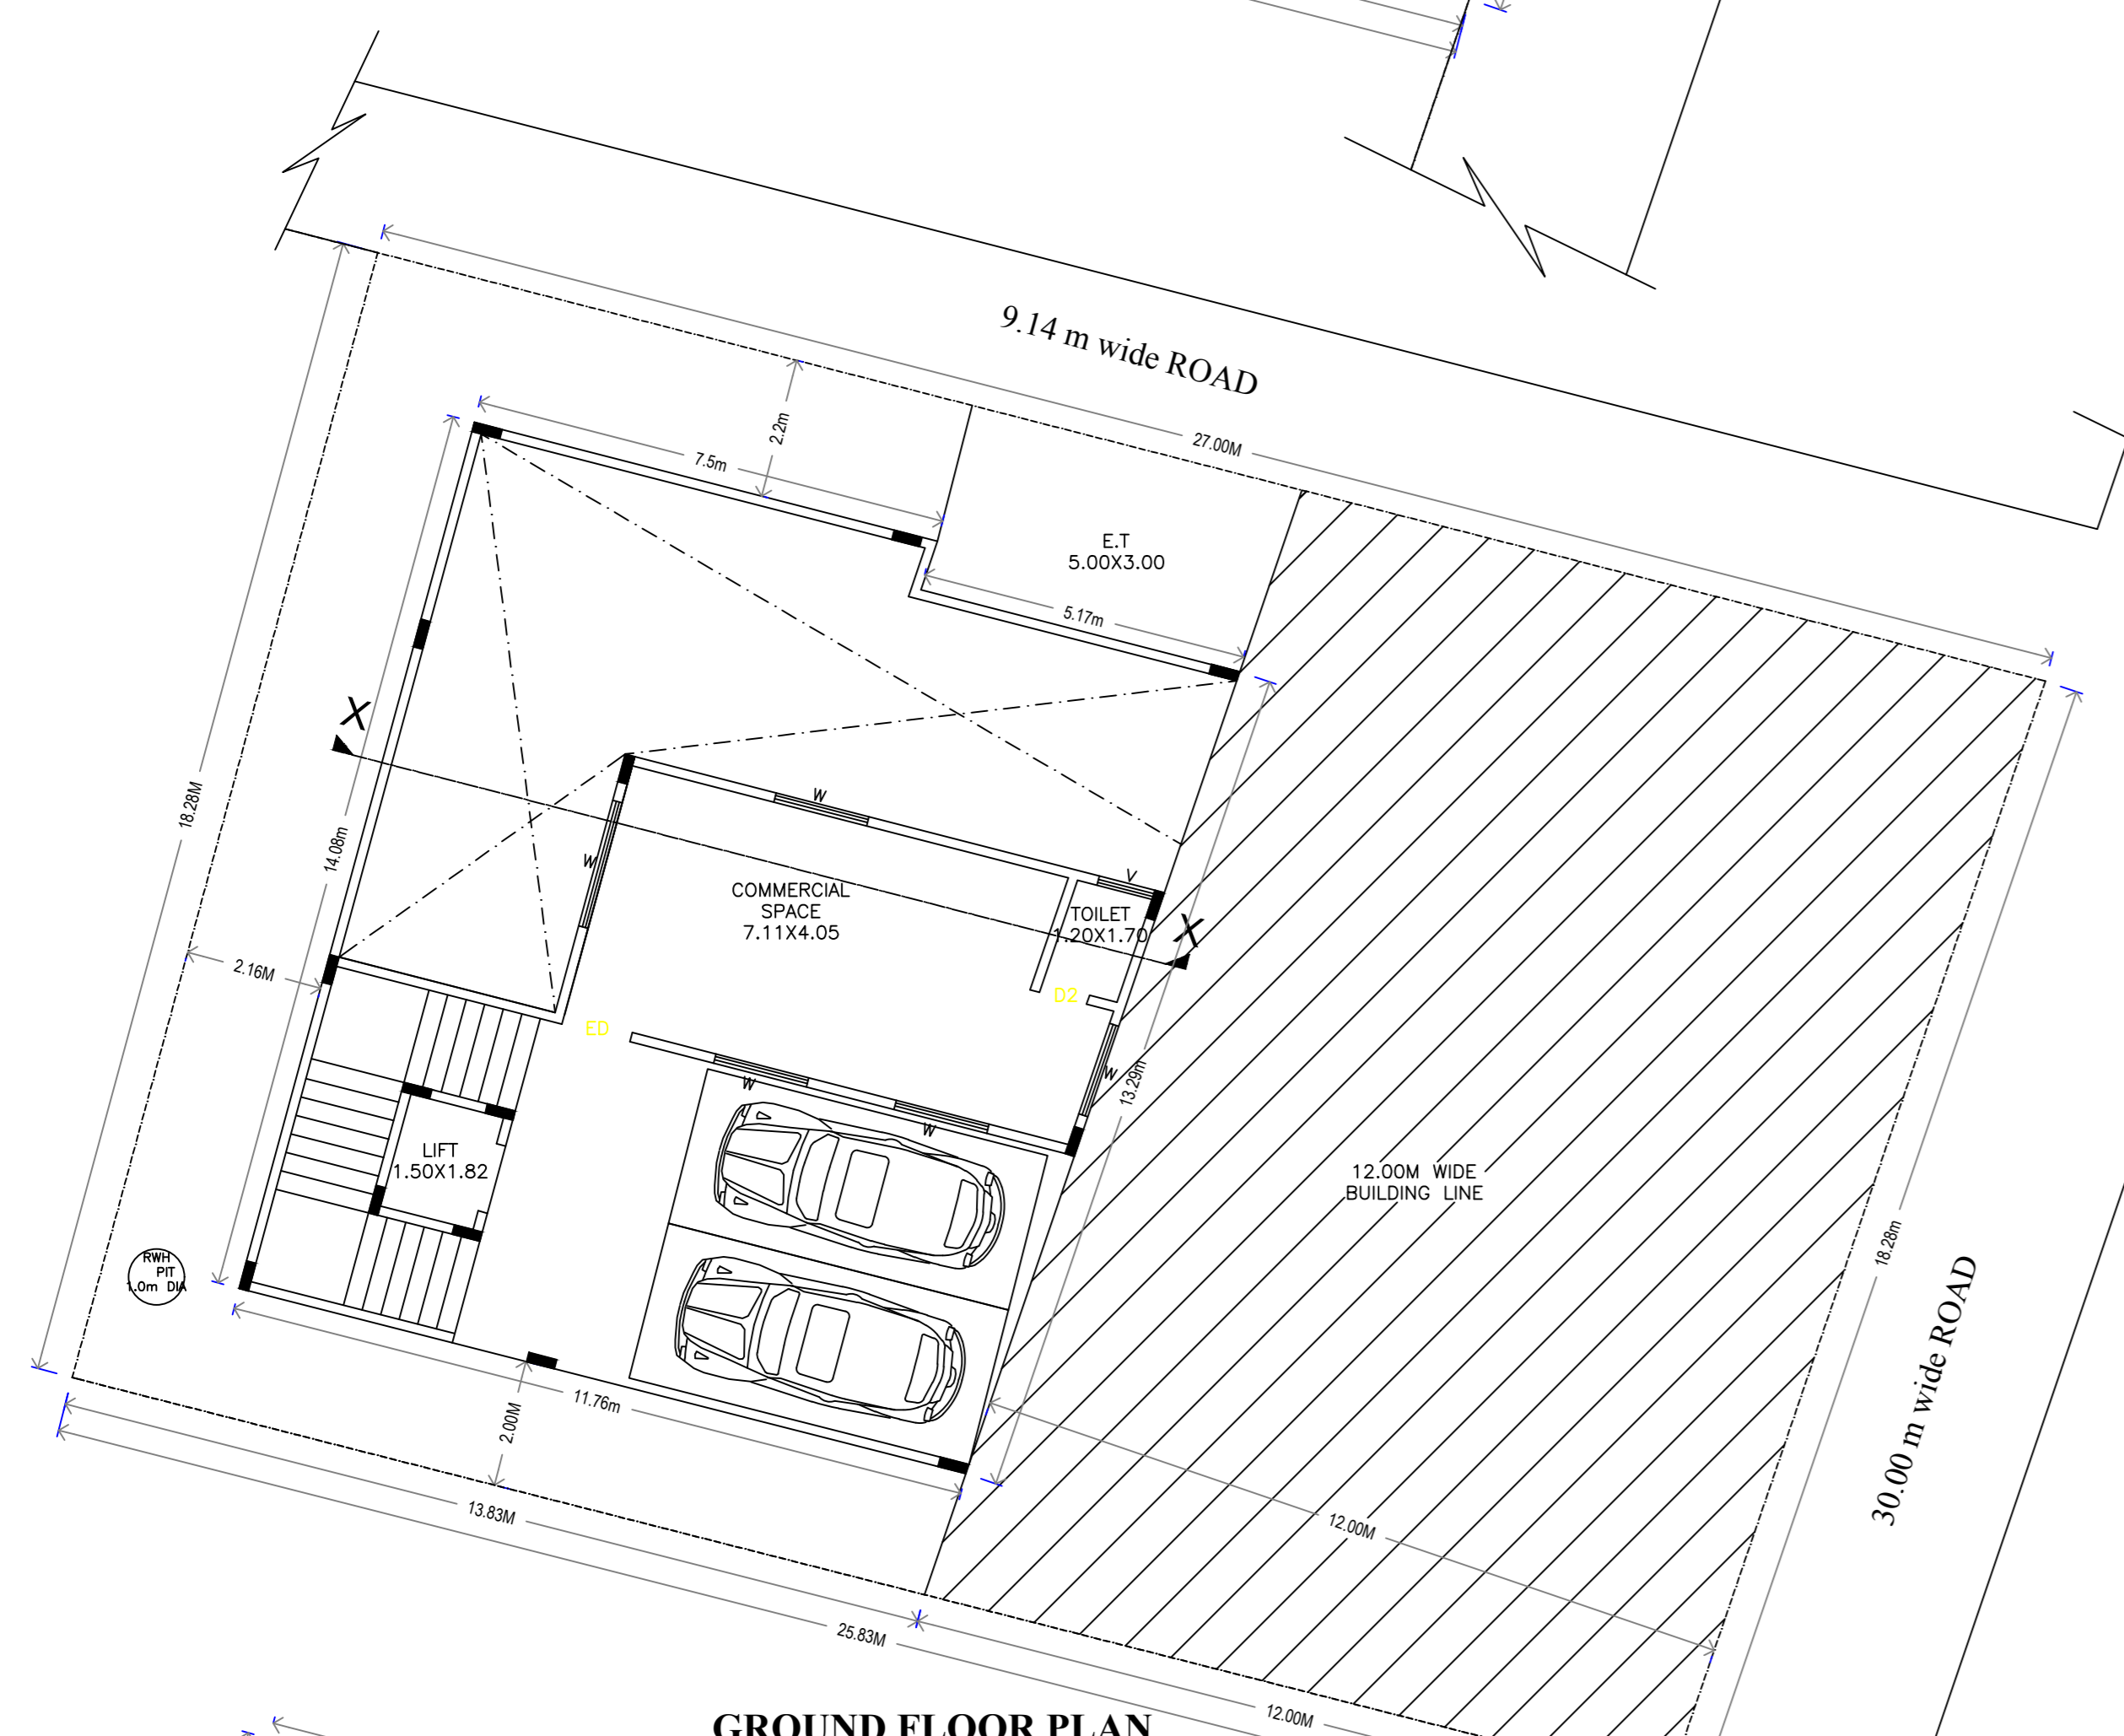 9.14 m wide ROAD
27.00M
2.2m
7.5m
E.T
5.00X3.00
5.17m
X
18.28M
14.08m
W
W
V
COMMERCIAL
SPACE
7.11X4.05
TOILET
1.20X1.70
X
2.16M
D2
ED
W
W
W
13.29m
LIFT
1.50X1.82
12.00M WIDE
BUILDING LINE
18.28m
RWH
PIT
1.0m DIA
30.00 m wide ROAD
11.76m
2.00M
13.83M
12.00M
25.83M
12.00M
GROUND FLOOR PLAN